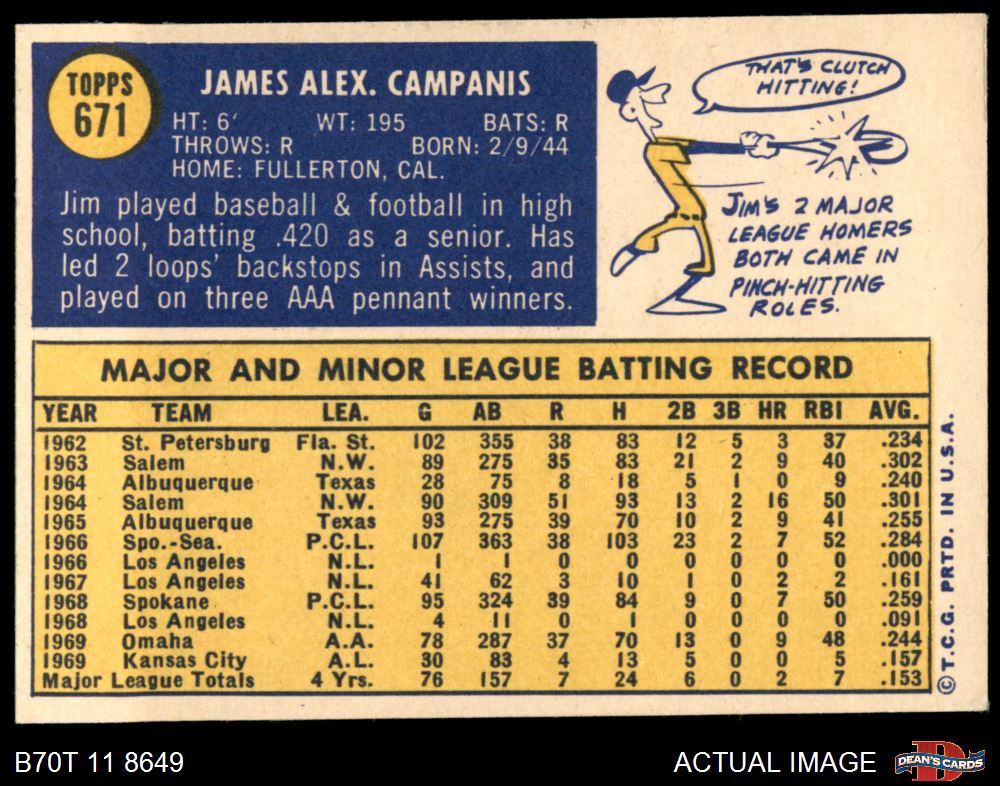 TOPPS
671
JAMES ALEX. CAMPANIS
HT: 6' WT: 195 BATS: R
THROWS: R BORN: 2/9/44
HOME: FULLERTON, CAL.
Jim played baseball & football in high
school, batting .420 as a senior. Has
led 2 loops' backstops in Assists, and
played on three AAA pennant winners.
THAT'S CLUTCH
HITTING!
JIM'S 2 MAJOR
LEAGUE HOMERS
BOTH CAME IN
PINCH-HITTING
ROLES.
MAJOR AND MINOR LEAGUE BATTING RECORD
YEAR TEAM LEA. G AB R H 2B 3B HR RBI AVG.
1962 St. Petersburg Fla. St. 102 355 38 83 12 5 3 37 .234
1963 Salem N.W. 89 275 35 83 21 2 9 40 .302
1964 Albuquerque Texas 28 75 8 18 5 1 0 9 .240
1964 Salem N.W. 90 309 51 93 13 2 16 50 .301
1965 Albuquerque Texas 93 275 39 70 10 2 9 41 .255
1966 Spo.-Sea. P.C.L. 107 363 38 103 23 2 7 52 .284
1966 Los Angeles N.L. 1 1 0 0 0 0 0 0 .000
1967 Los Angeles N.L. 41 62 3 10 1 0 2 2 .161
1968 Spokane P.C.L. 95 324 39 84 9 0 7 50 .259
1968 Los Angeles N.L. 4 11 0 1 0 0 0 0 .091
1969 Omaha A.A. 78 287 37 70 13 0 9 48 .244
1969 Kansas City A.L. 30 83 4 13 5 0 0 5 .157
Major League Totals 4 Yrs. 76 157 7 24 6 0 2 7 .153
© T.C.G. PRTD. IN U.S.A.
B70T 11 8649
ACTUAL IMAGE
D
DEAN'S CARDS